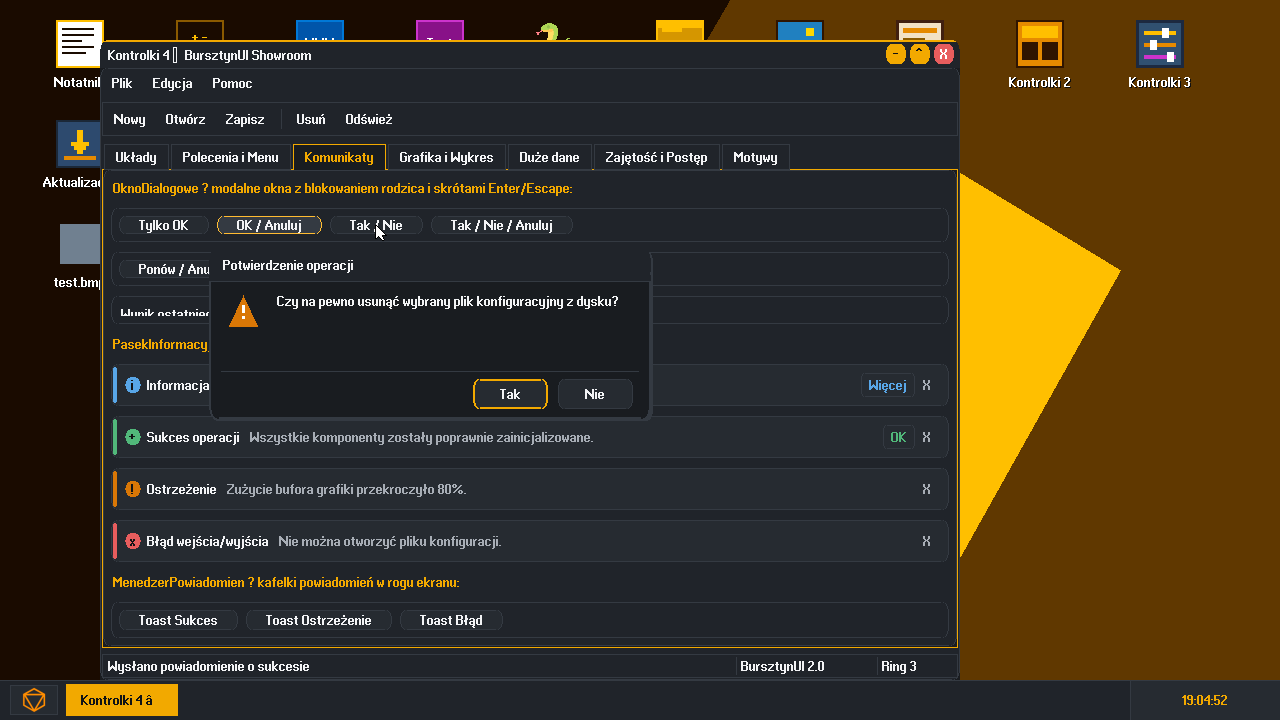 Kontrolki 4 BursztynUI Showroom
Plik Edycja Pomoc
Nowy Otwórz Zapisz Usuń Odśwież
Układy Polecenia i Menu Komunikaty Grafika i Wykres Duże dane Zajętość i Postęp Motywy
OknoDialogowe ? modalne okna z blokowaniem rodzica i skrótami Enter/Escape:
Tylko OK OK / Anuluj Tak / Nie Tak / Nie / Anuluj
Ponów / Anu
Potwierdzenie operacji
Czy na pewno usunąć wybrany plik konfiguracyjny z dysku?
Tak Nie
Wynik ostatnie
PasekInformacy
Informacja Więcej X
Sukces operacji Wszystkie komponenty zostały poprawnie zainicjalizowane. OK X
Ostrzeżenie Zużycie bufora grafiki przekroczyło 80%. X
Błąd wejścia/wyjścia Nie można otworzyć pliku konfiguracji. X
MenedzerPowiadomien ? kafelki powiadomień w rogu ekranu:
Toast Sukces Toast Ostrzeżenie Toast Błąd
Wysłano powiadomienie o sukcesie BursztynUI 2.0 Ring 3
Notatnik
Aktualizac
test.bmp
Kontrolki 2
Kontrolki 3
Kontrolki 4 â
19:04:52